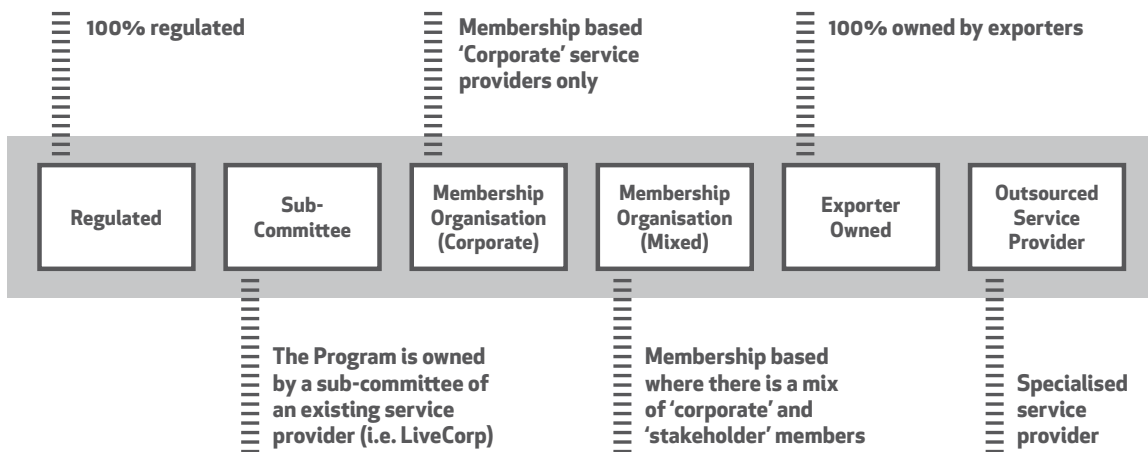 100% regulated
Membership based
‘Corporate’ service
providers only
100% owned by exporters
Regulated
Sub-
Committee
Membership
Organisation
(Corporate)
Membership
Organisation
(Mixed)
Exporter
Owned
Outsourced
Service
Provider
The Program is owned
by a sub-committee of
an existing service
provider (i.e. LiveCorp)
Membership based
where there is a mix
of ‘corporate’ and
‘stakeholder’ members
Specialised
service
provider